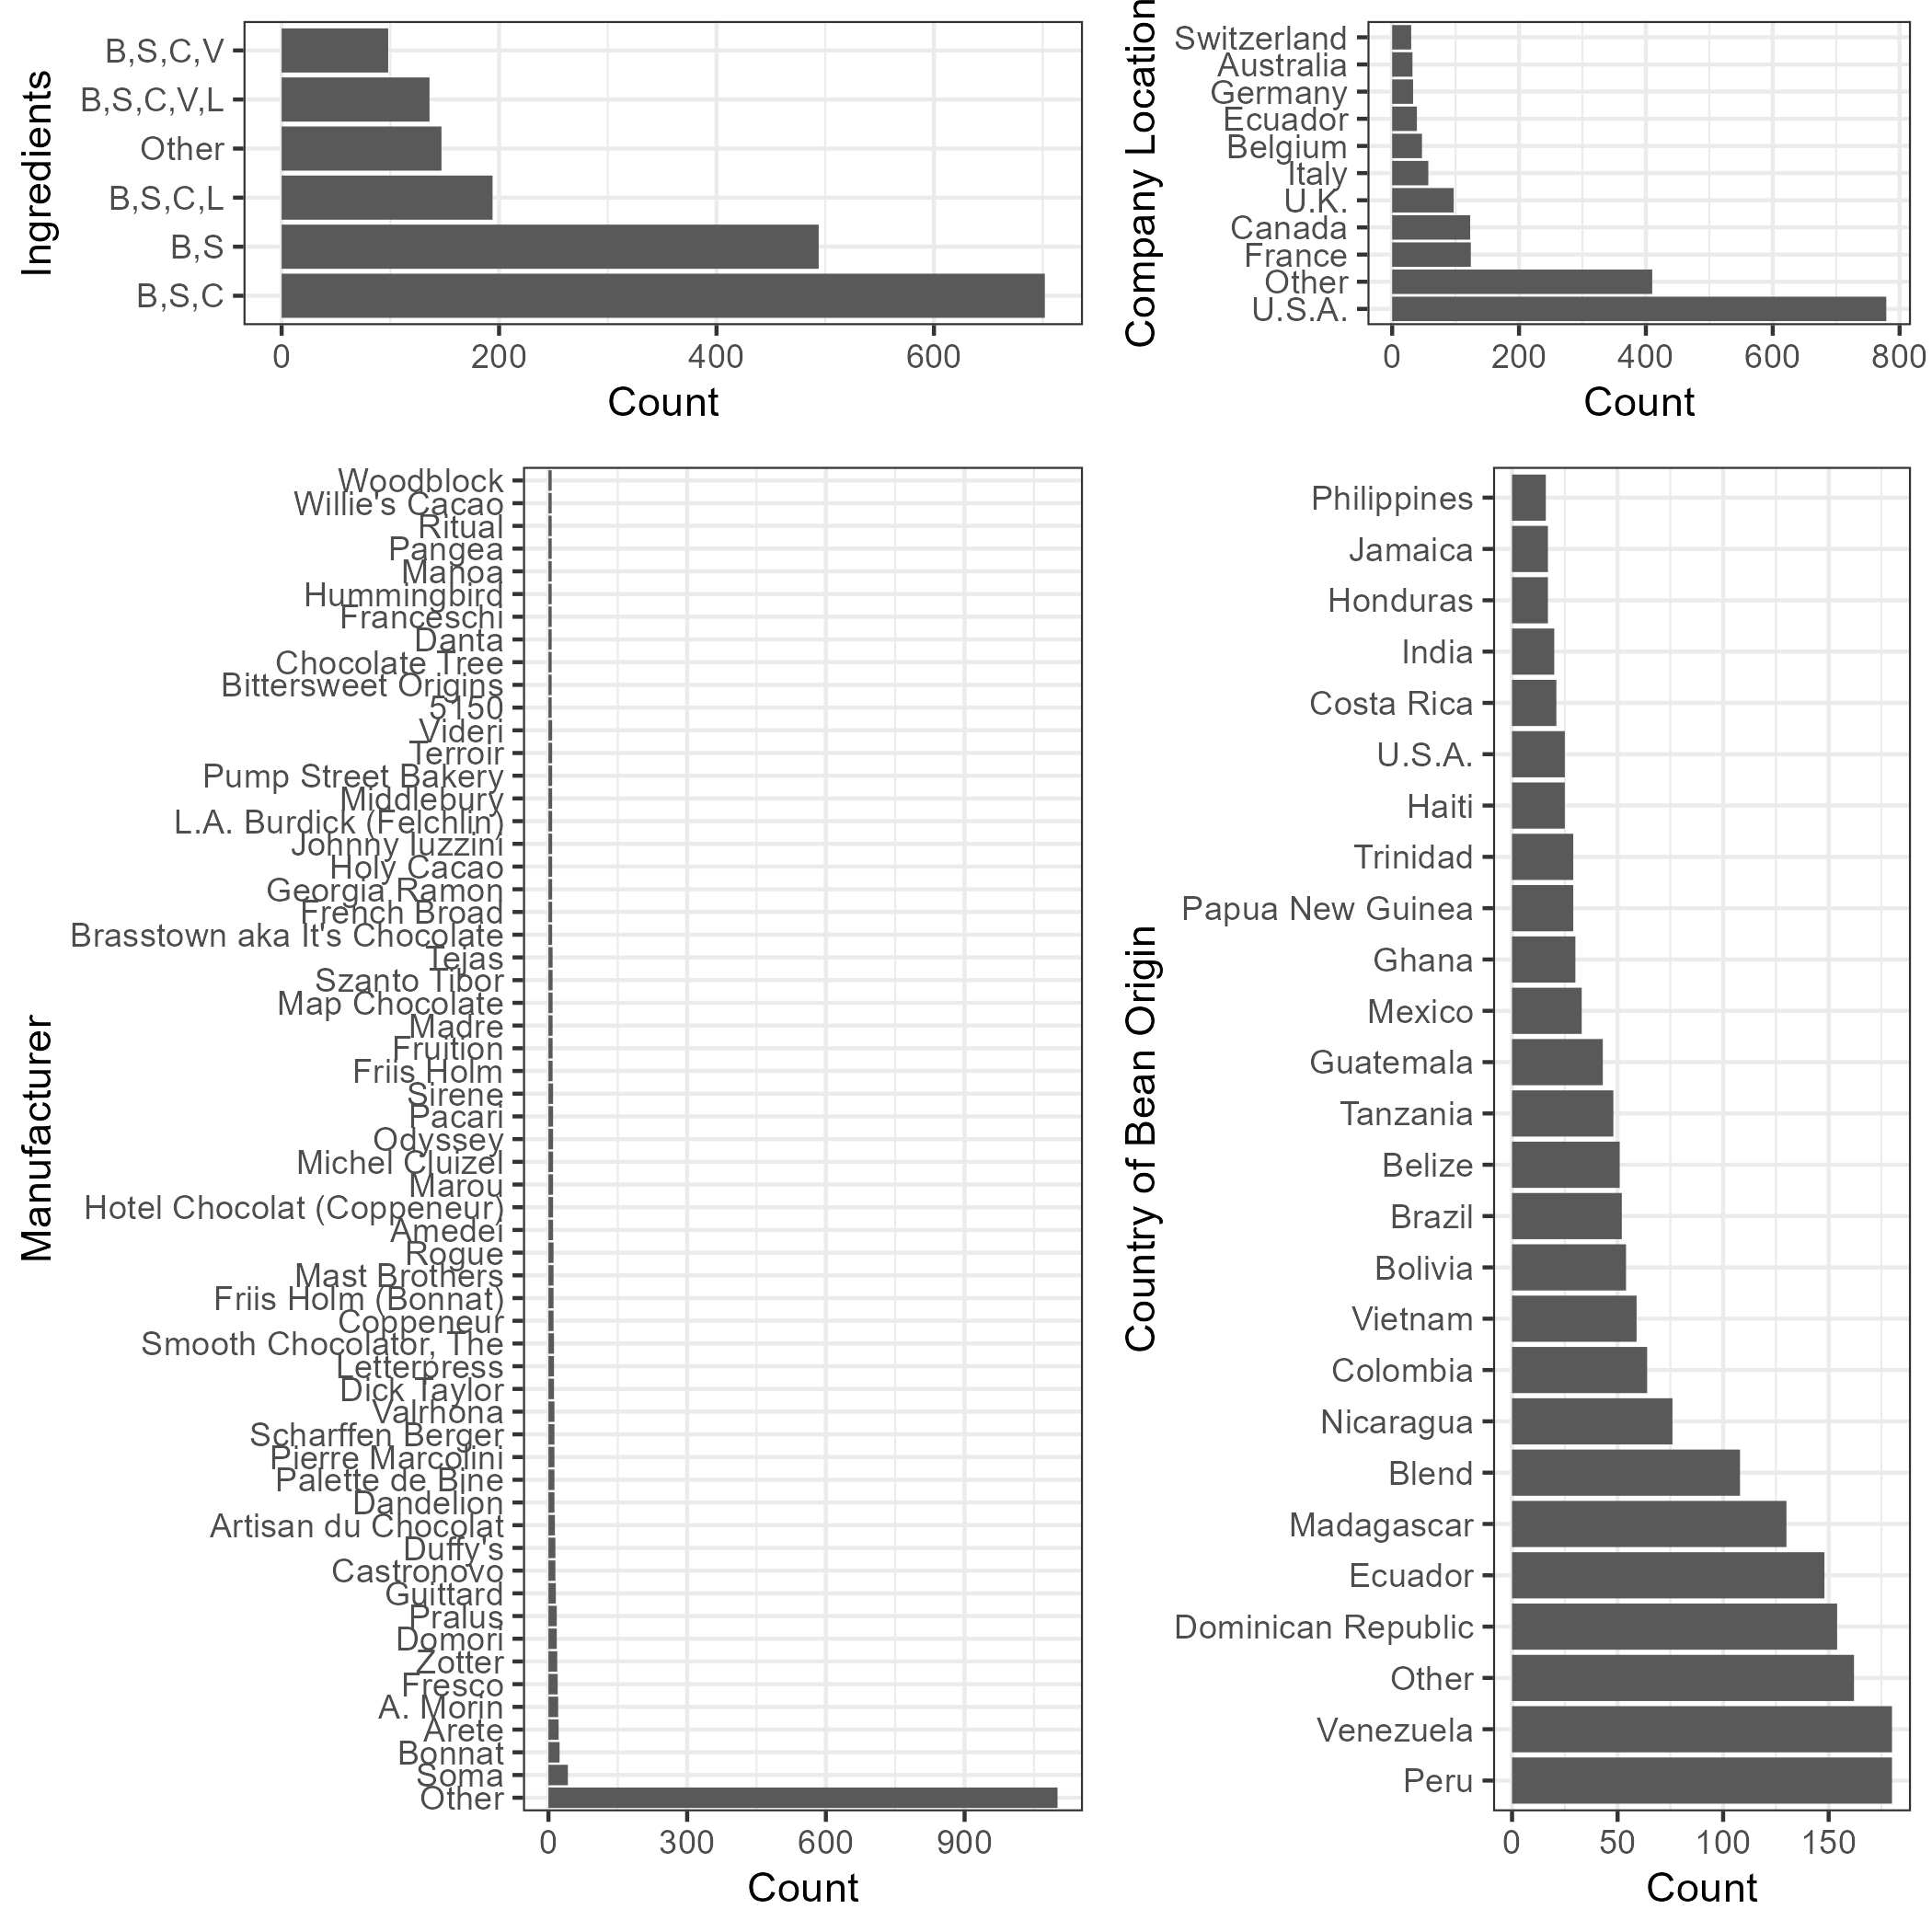 Ingredients
B,S,C,V
B,S,C,V,L
Other
B,S,C,L
B,S
B,S,C
0 200 400 600
Count
Company Location
Switzerland
Australia
Germany
Ecuador
Belgium
Italy
U.K.
Canada
France
Other
U.S.A.
0 200 400 600 800
Count
Manufacturer
Woodblock
Willie's Cacao
Ritual
Pangea
Manoa
Hummingbird
Franceschi
Danta
Chocolate Tree
Bittersweet Origins
5150
Videri
Terroir
Pump Street Bakery
Middlebury
L.A. Burdick (Felchlin)
Johnny Iuzzini
Holy Cacao
Georgia Ramon
French Broad
Brasstown aka It's Chocolate
Tejas
Szanto Tibor
Map Chocolate
Madre
Fruition
Friis Holm
Sirene
Pacari
Odyssey
Michel Cluizel
Marou
Hotel Chocolat (Coppeneur)
Amedei
Rogue
Mast Brothers
Friis Holm (Bonnat)
Coppeneur
Smooth Chocolator, The
Letterpress
Dick Taylor
Valrhona
Scharffen Berger
Pierre Marcolini
Palette de Bine
Dandelion
Artisan du Chocolat
Duffy's
Castronovo
Guittard
Pralus
Domori
Zotter
Fresco
A. Morin
Arete
Bonnat
Soma
Other
0 300 600 900
Count
Country of Bean Origin
Philippines
Jamaica
Honduras
India
Costa Rica
U.S.A.
Haiti
Trinidad
Papua New Guinea
Ghana
Mexico
Guatemala
Tanzania
Belize
Brazil
Bolivia
Vietnam
Colombia
Nicaragua
Blend
Madagascar
Ecuador
Dominican Republic
Other
Venezuela
Peru
0 50 100 150
Count